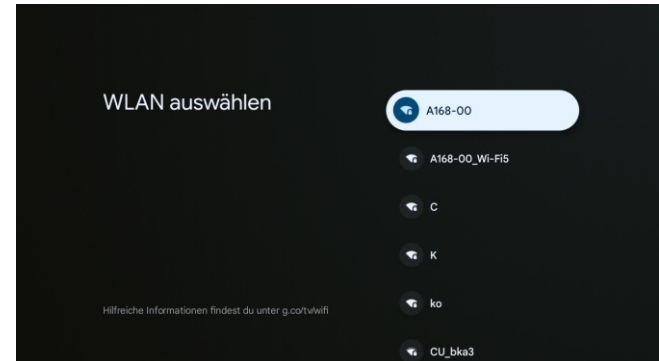 WLAN auswählen
A168-00
A168-00_Wi-Fi5
C
K
ko
CU_bka3
Hilfreiche Informationen findest du unter g.co/tv/wifi